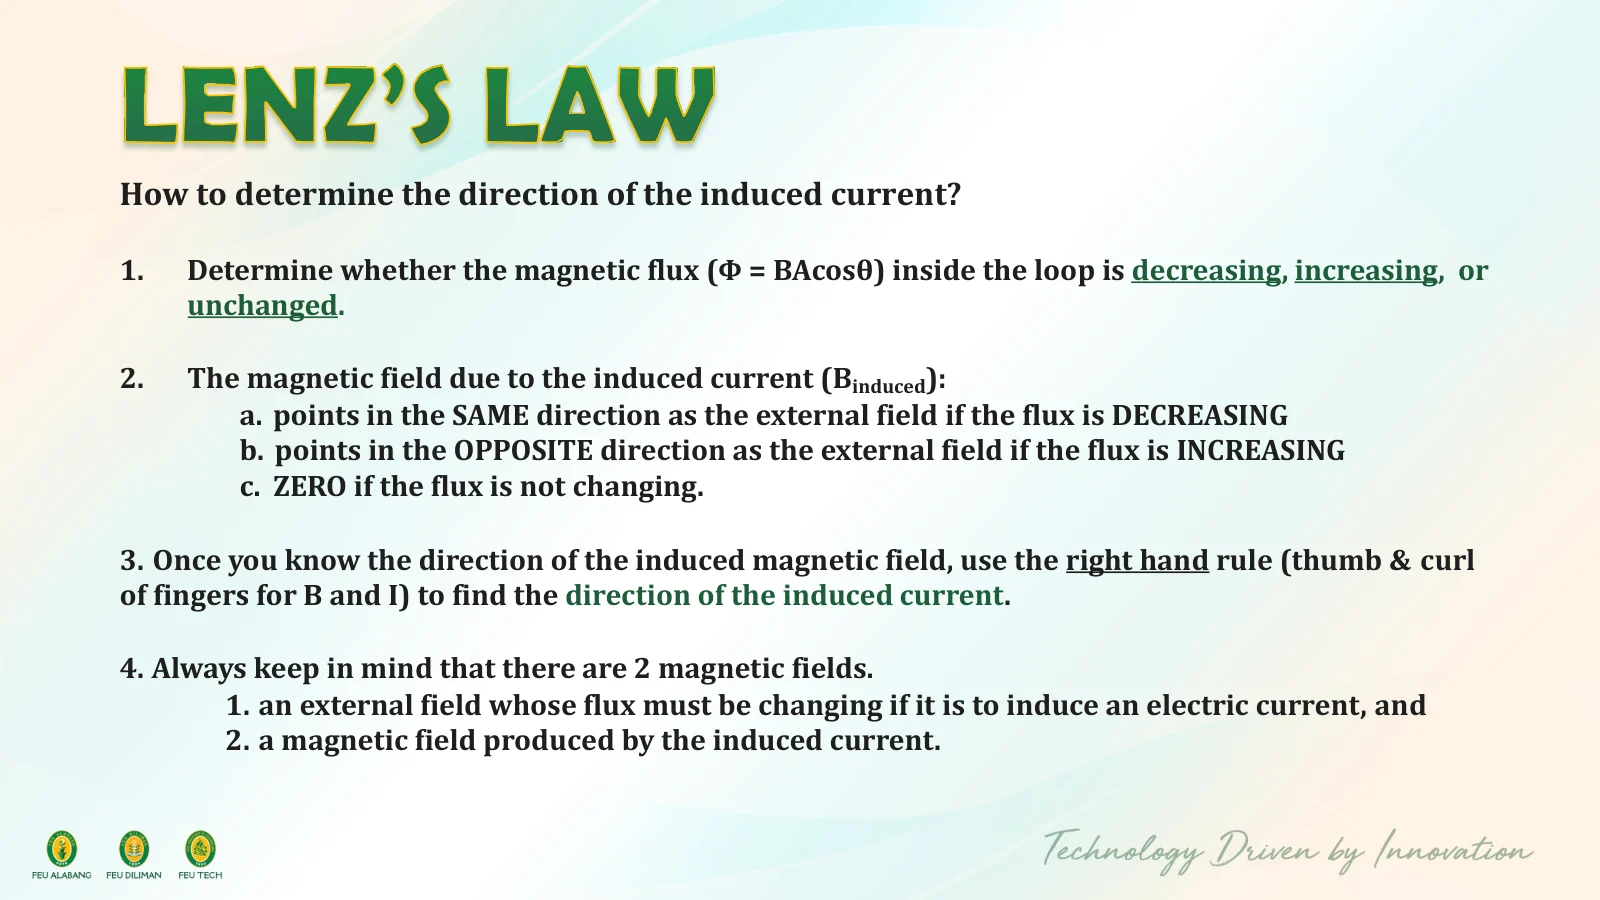 LENZ'S LAW
How to determine the direction of the induced current?
1. Determine whether the magnetic flux (Φ = BAcosθ) inside the loop is decreasing, increasing, or
unchanged.
2. The magnetic field due to the induced current (Binduced):
a. points in the SAME direction as the external field if the flux is DECREASING
b. points in the OPPOSITE direction as the external field if the flux is INCREASING
c. ZERO if the flux is not changing.
3. Once you know the direction of the induced magnetic field, use the right hand rule (thumb & curl
of fingers for B and I) to find the direction of the induced current.
4. Always keep in mind that there are 2 magnetic fields.
1. an external field whose flux must be changing if it is to induce an electric current, and
2. a magnetic field produced by the induced current.
FEU ALABANG FEU DILIMAN FEU TECH
Technology Driven by Innovation